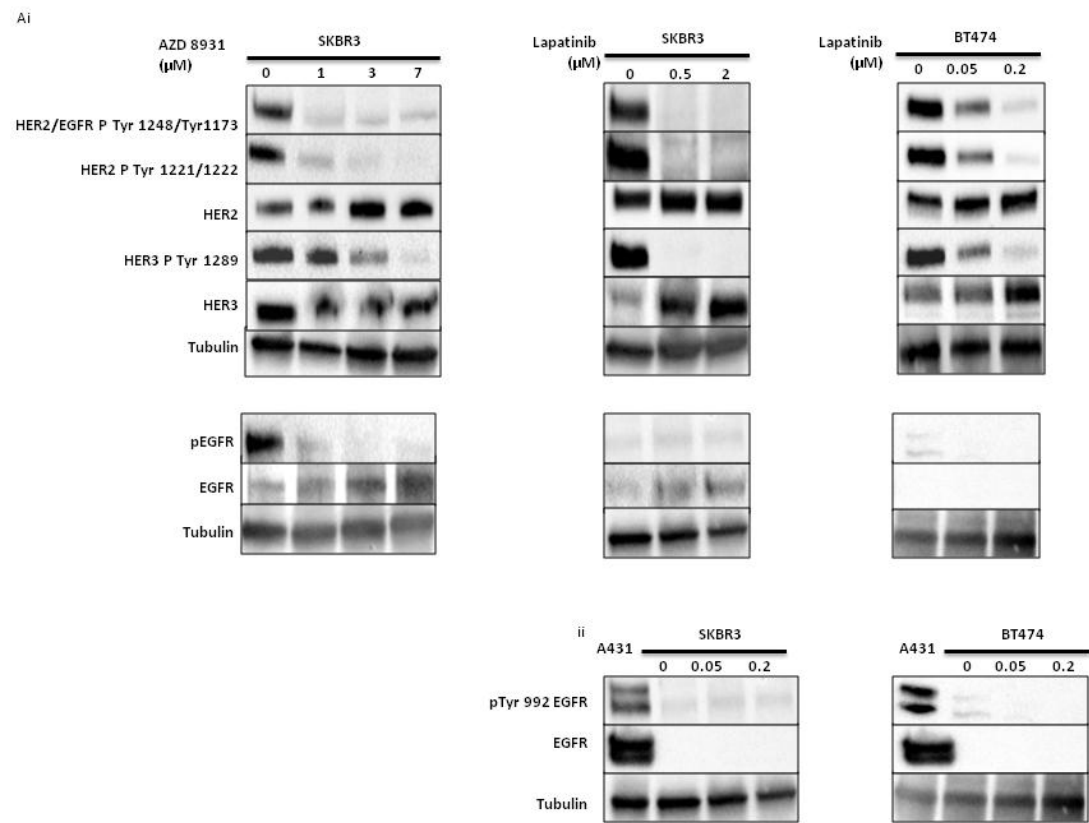 Ai
AZD 8931
(µM)
SKBR3
0 1 3 7
Lapatinib
(µM)
SKBR3
0 0.5 2
Lapatinib
(µM)
BT474
0 0.05 0.2
HER2/EGFR P Tyr 1248/Tyr1173
HER2 P Tyr 1221/1222
HER2
HER3 P Tyr 1289
HER3
Tubulin
pEGFR
EGFR
Tubulin
ii
A431
SKBR3
0 0.05 0.2
A431
BT474
0 0.05 0.2
pTyr 992 EGFR
EGFR
Tubulin